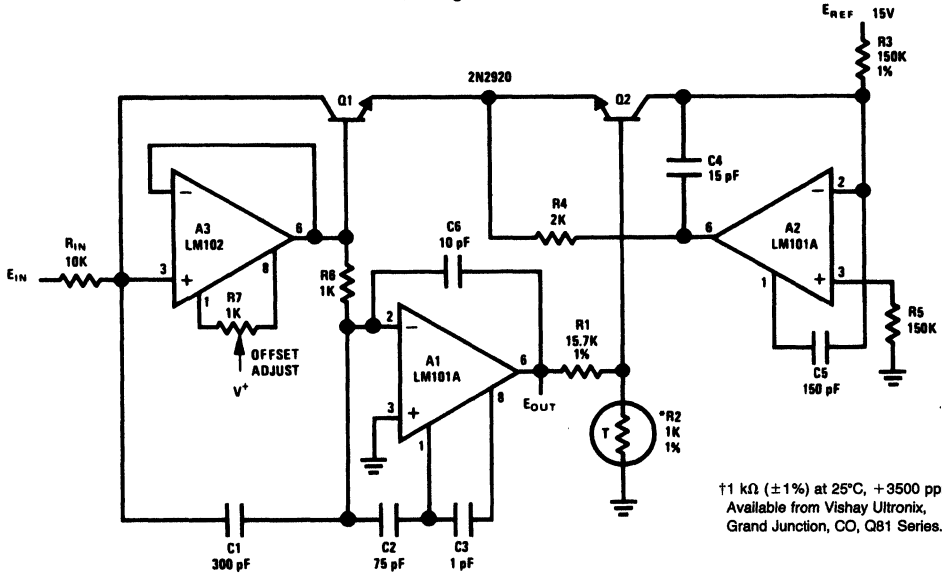 EREF 15V
R3
150K
1%
2N2920
Q1
Q2
C4
15 pF
R4
2K
6
−
2
A2
LM101A
+
3
1
R5
150K
C5
150 pF
−
A3
LM102
6
+
3
8
1
R7
1K
OFFSET
ADJUST
V+
EIN
RIN
10K
R6
1K
C6
10 pF
2
−
A1
LM101A
6
3
+
8
1
EOUT
R1
15.7K
1%
T
*R2
1K
1%
C1
300 pF
C2
75 pF
C3
1 pF
†1 kΩ (±1%) at 25°C, +3500 pp
Available from Vishay Ultronix,
Grand Junction, CO, Q81 Series.